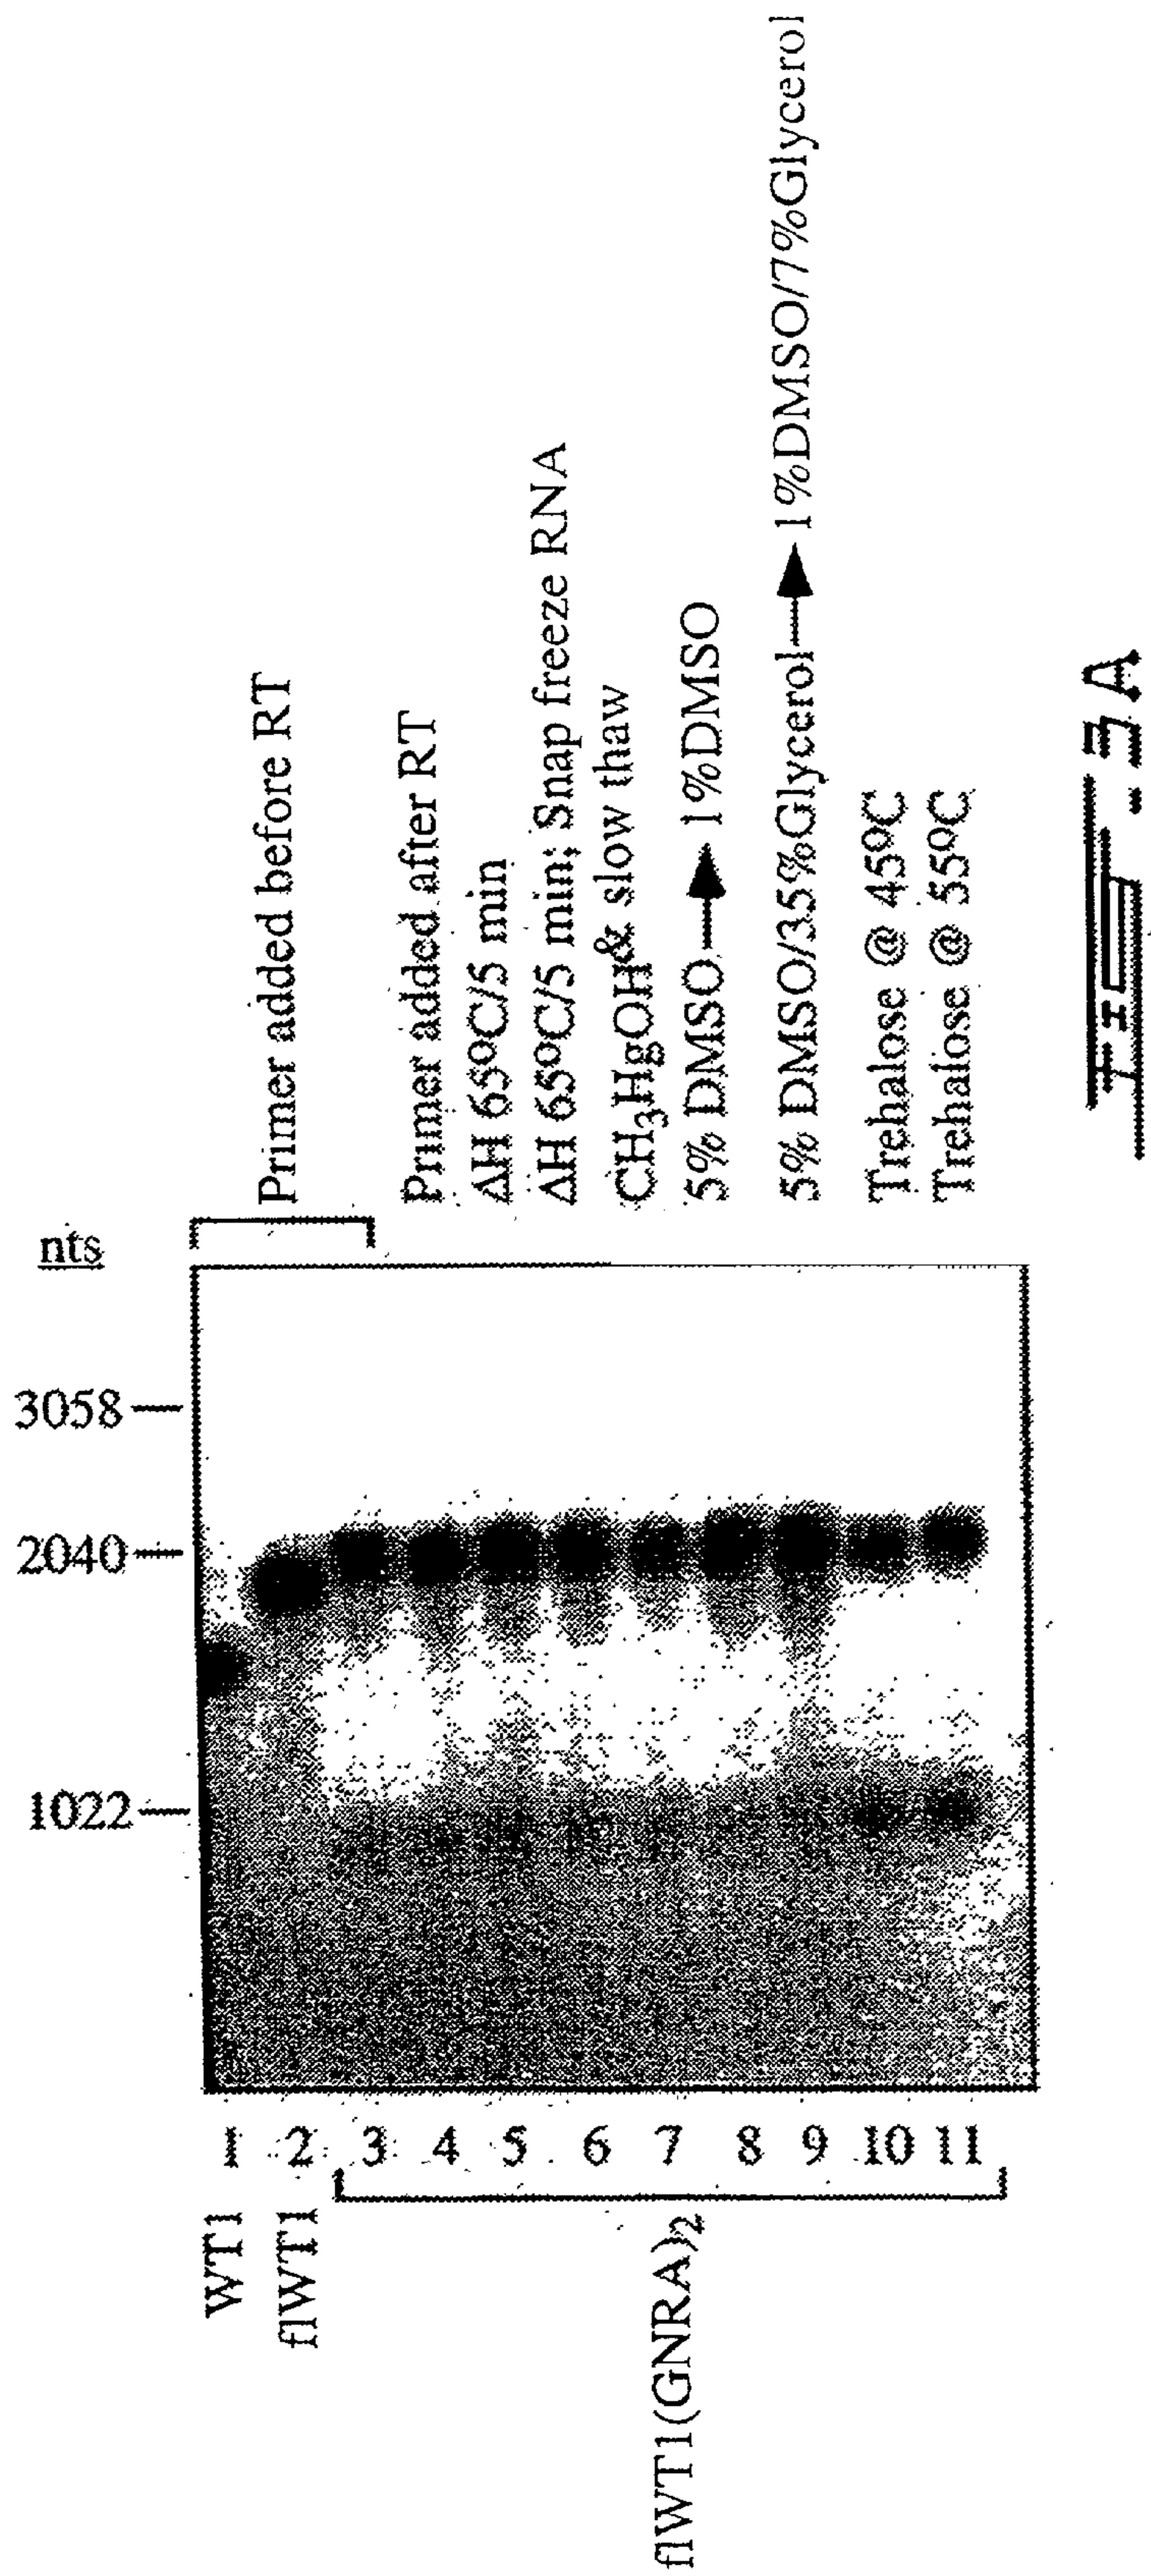 nts
3058
2040
1022
Primer added before RT
Primer added after RT
ΔH 65ºC/5 min
ΔH 65ºC/5 min; Snap freeze RNA
& slow thaw
CH₃HgOH
5% DMSO → 1%DMSO
5% DMSO/35%Glycerol → 1%DMSO/7%Glycerol
Trehalose @ 45ºC
Trehalose @ 55ºC
1 2 3 4 5 6 7 8 9 10 11
WT1
flWT1
flWT1(GNRA)₂
FIG. 3A